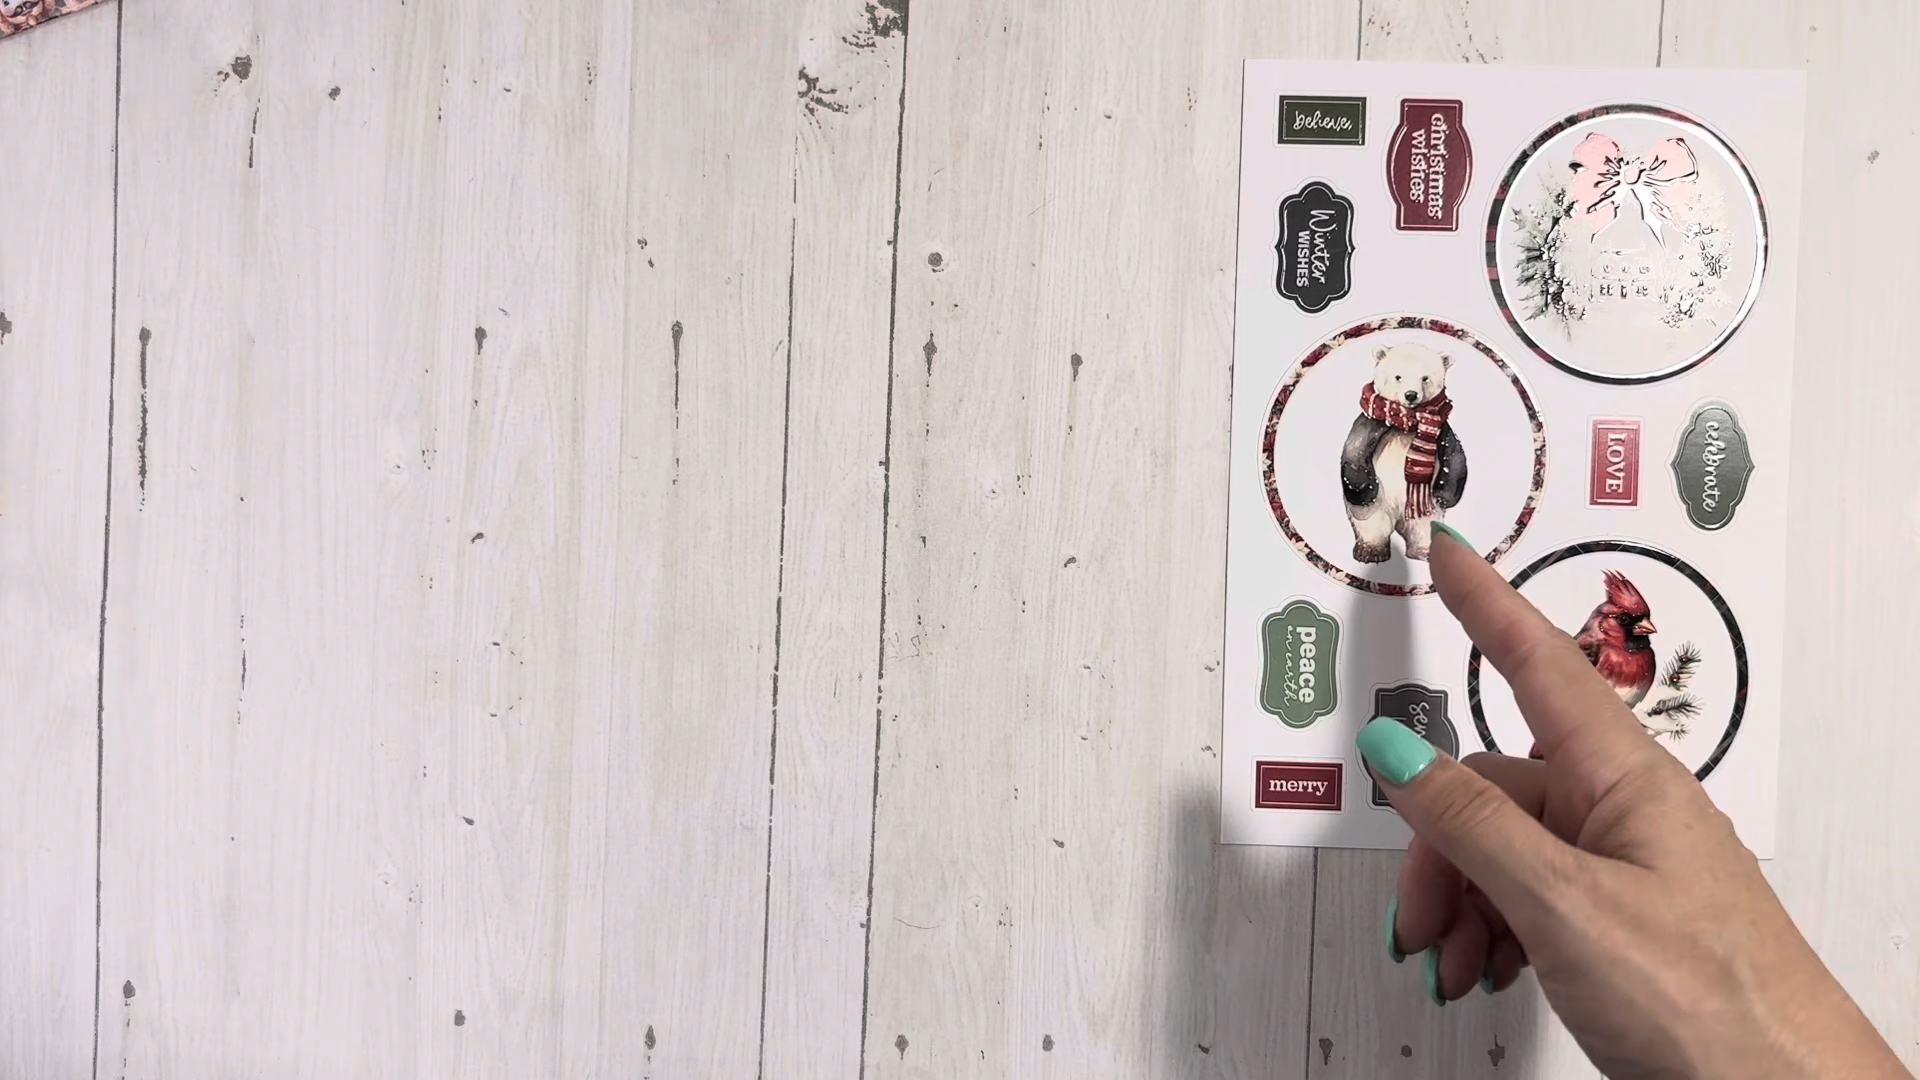 believe
christmas
wishes
Winter
WISHES
LOVE
celebrate
peace
on earth
merry